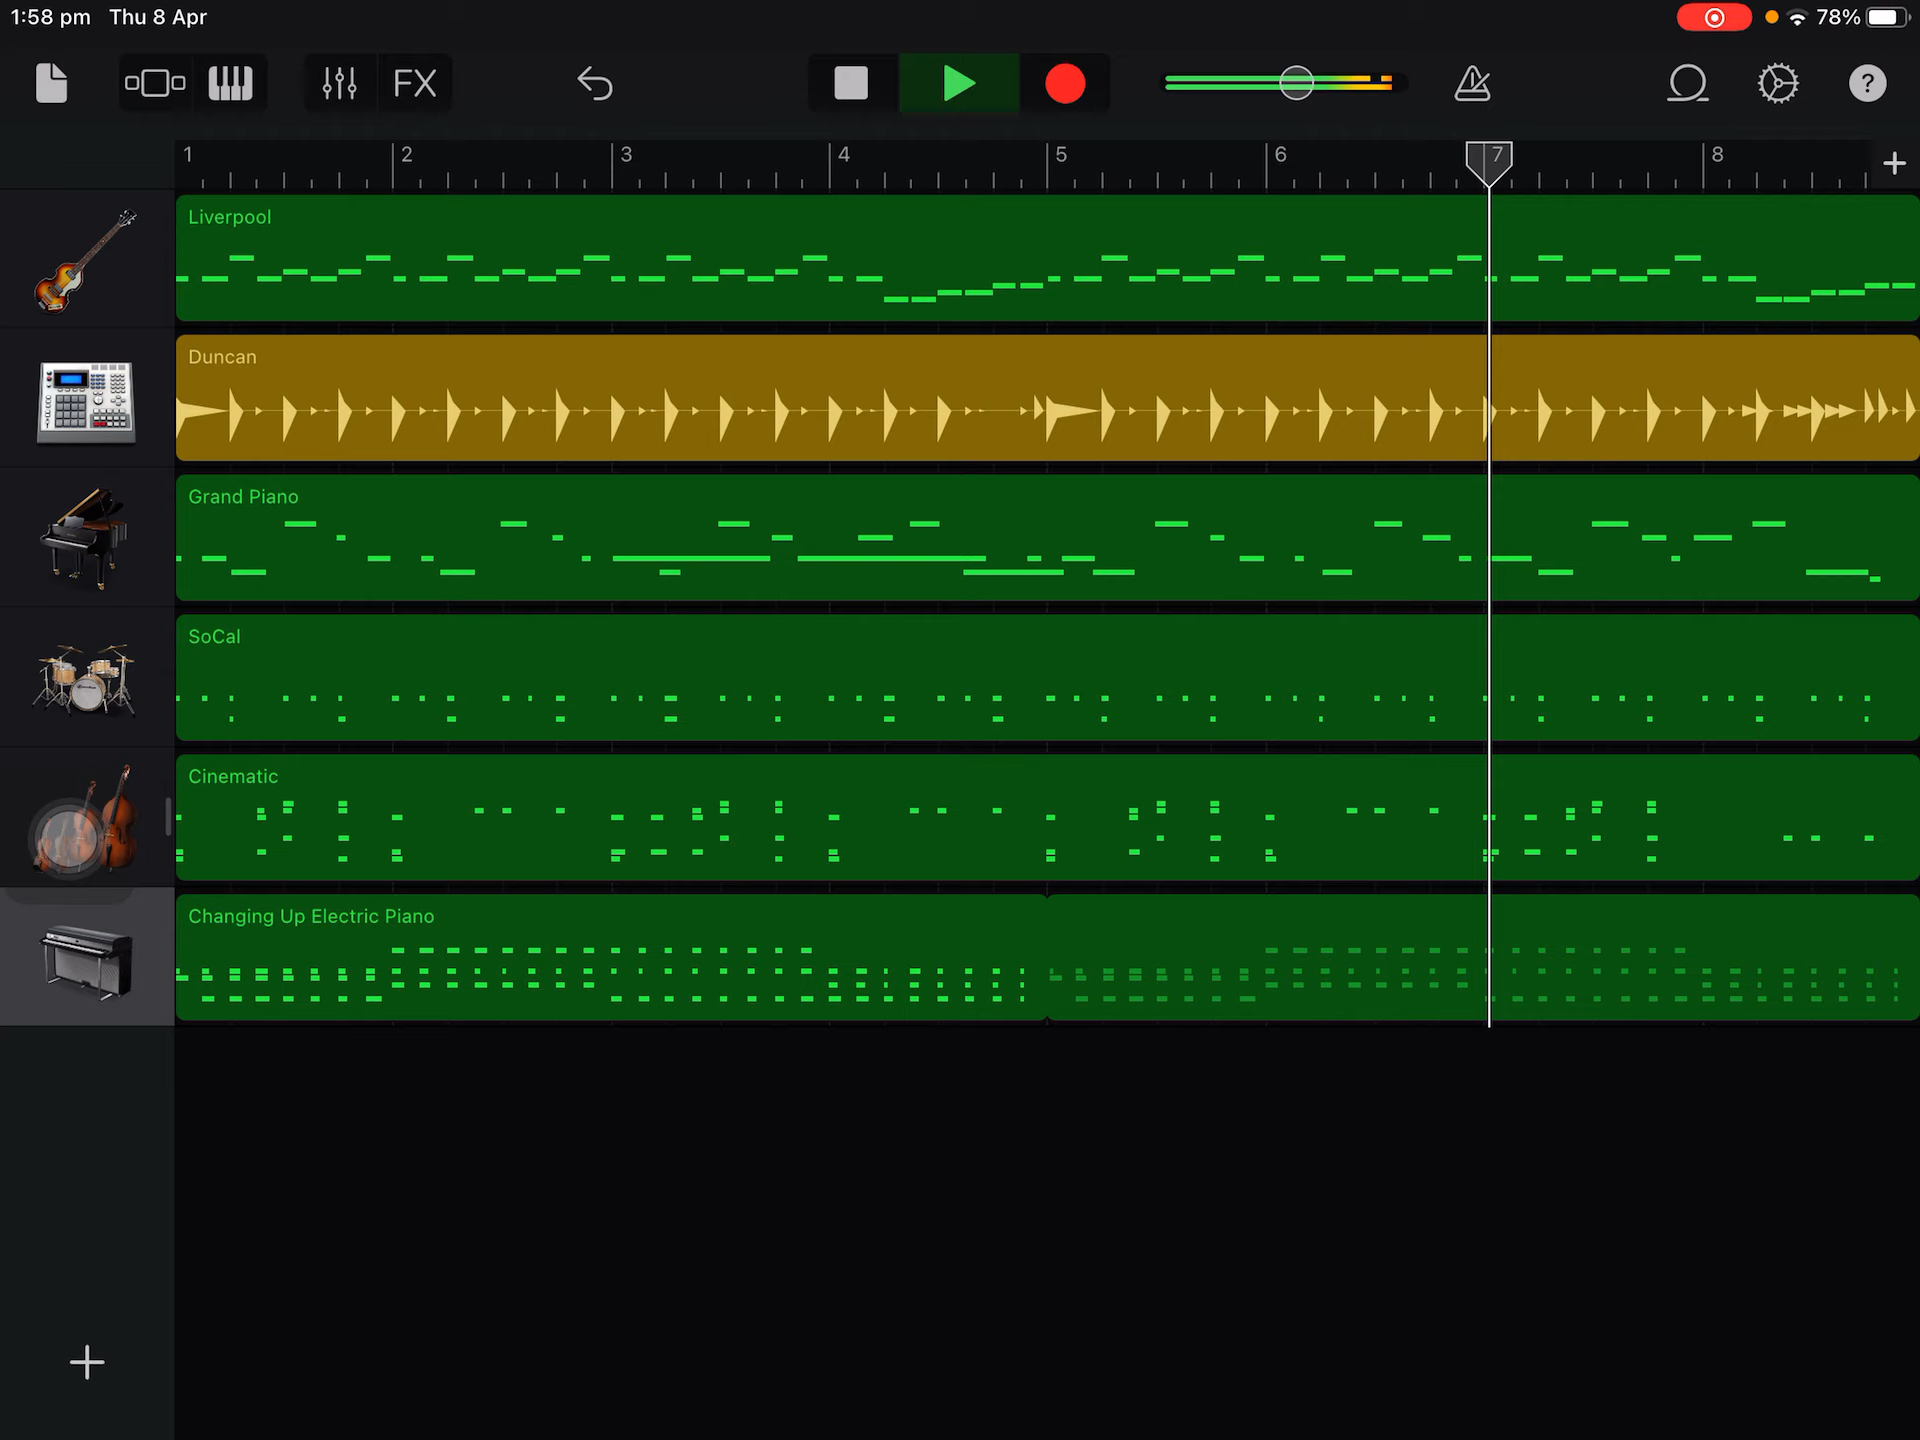 1:58 pm Thu 8 Apr 78%
FX ?
1 2 3 4 5 6 7 8
Liverpool
Duncan
Grand Piano
SoCal
Cinematic
Changing Up Electric Piano